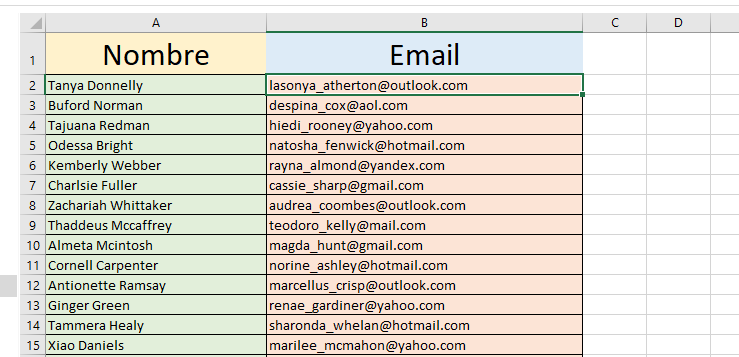 A B C D
1 Nombre Email
2 Tanya Donnelly lasonya_atherton@outlook.com
3 Buford Norman despina_cox@aol.com
4 Tajuana Redman hiedi_rooney@yahoo.com
5 Odessa Bright natosha_fenwick@hotmail.com
6 Kemberly Webber rayna_almond@yandex.com
7 Charlsie Fuller cassie_sharp@gmail.com
8 Zachariah Whittaker audrea_coombes@outlook.com
9 Thaddeus Mccaffrey teodoro_kelly@mail.com
10 Almeta Mcintosh magda_hunt@gmail.com
11 Cornell Carpenter norine_ashley@hotmail.com
12 Antionette Ramsay marcellus_crisp@outlook.com
13 Ginger Green renae_gardiner@yahoo.com
14 Tammera Healy sharonda_whelan@hotmail.com
15 Xiao Daniels marilee_mcmahon@yahoo.com